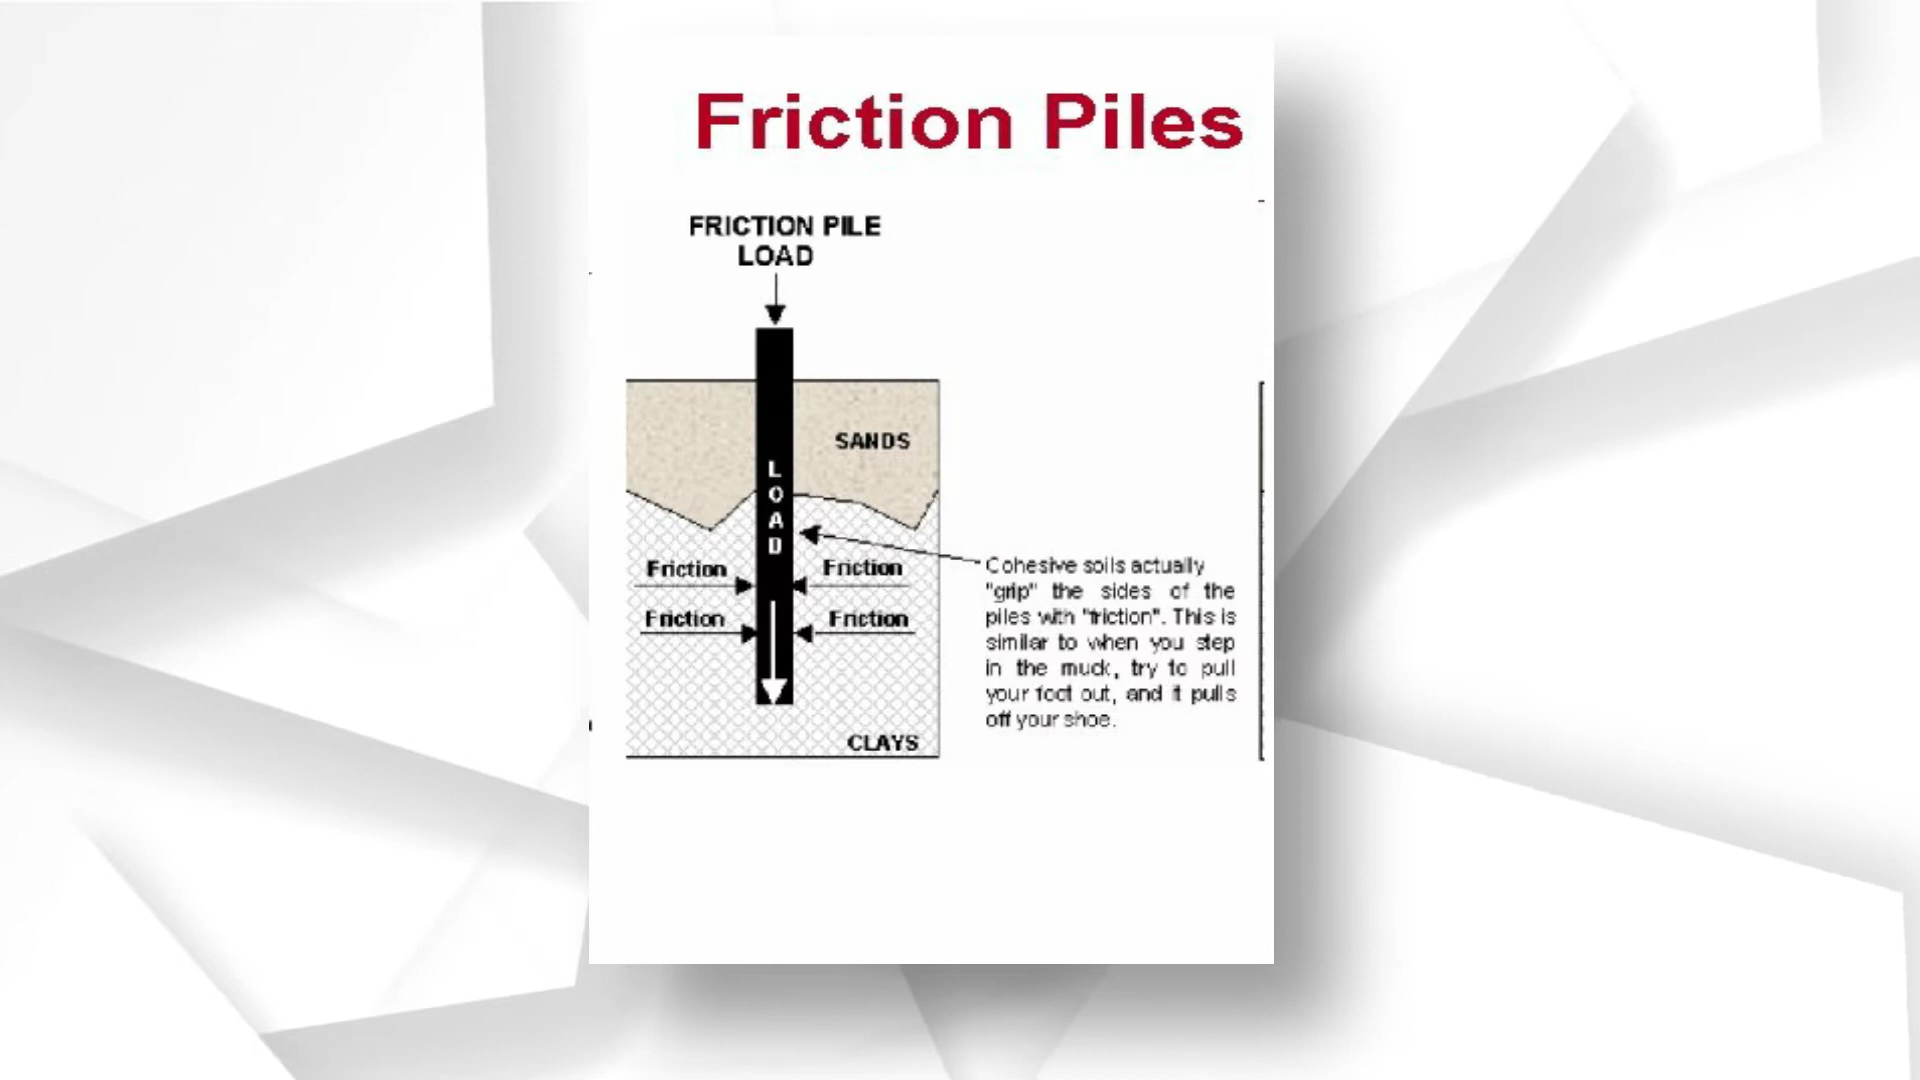 Friction Piles
FRICTION PILE
LOAD
SANDS
LOAD
Friction
Friction
Friction
Friction
Cohesive soils actually
"grip" the sides of the
piles with "friction". This is
similar to when you step
in the muck, try to pull
your foot out, and it pulls
off your shoe.
CLAYS